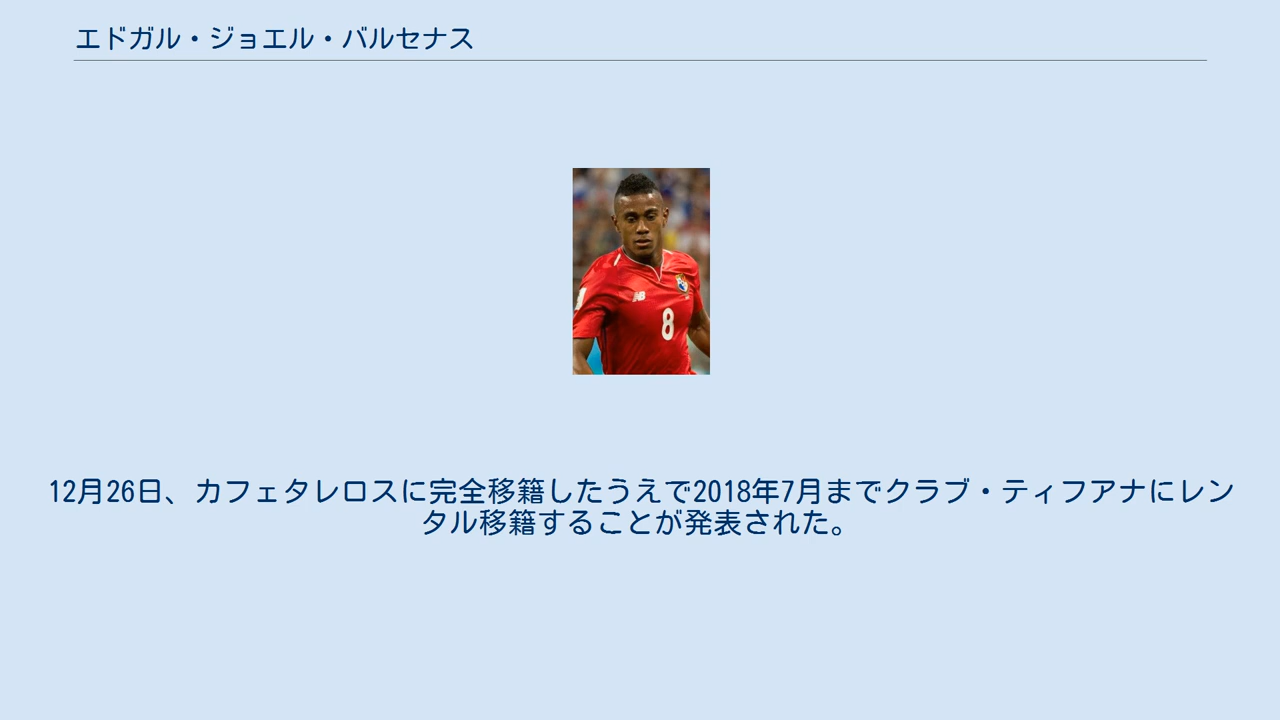 エドガル・ジョエル・バルセナス
NB
8
12月26日、カフェタレロスに完全移籍したうえで2018年7月までクラブ・ティフアナにレン
タル移籍することが発表された。